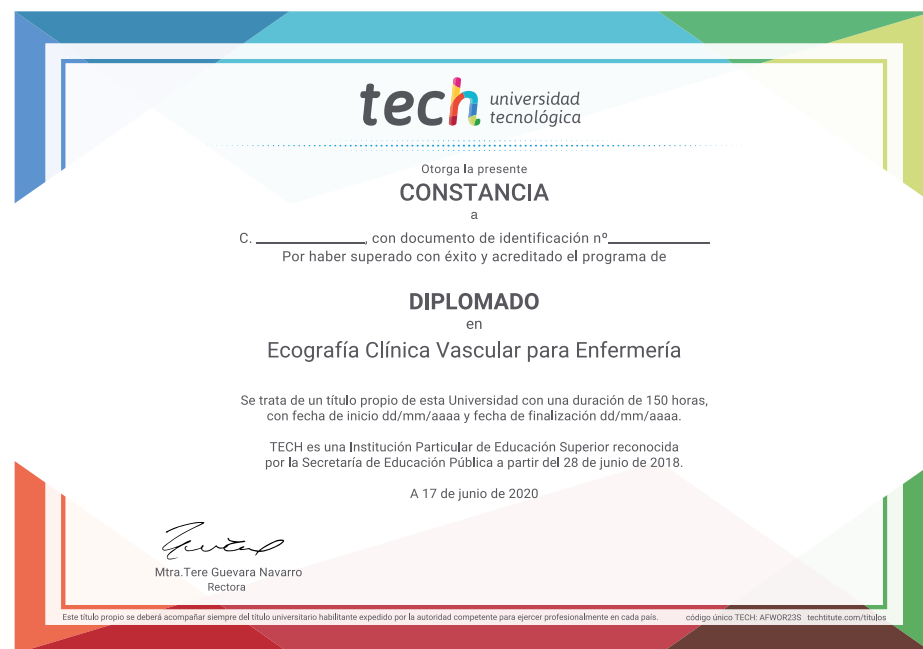 tech universidad
tecnológica
Otorga la presente
CONSTANCIA
a
C. ____________, con documento de identificación nº____________
Por haber superado con éxito y acreditado el programa de
DIPLOMADO
en
Ecografía Clínica Vascular para Enfermería
Se trata de un título propio de esta Universidad con una duración de 150 horas,
con fecha de inicio dd/mm/aaaa y fecha de finalización dd/mm/aaaa.
TECH es una Institución Particular de Educación Superior reconocida
por la Secretaría de Educación Pública a partir del 28 de junio de 2018.
A 17 de junio de 2020
Mtra.Tere Guevara Navarro
Rectora
Este título propio se deberá acompañar siempre del título universitario habilitante expedido por la autoridad competente para ejercer profesionalmente en cada país. código único TECH: AFWOR23S techtitute.com/titulos